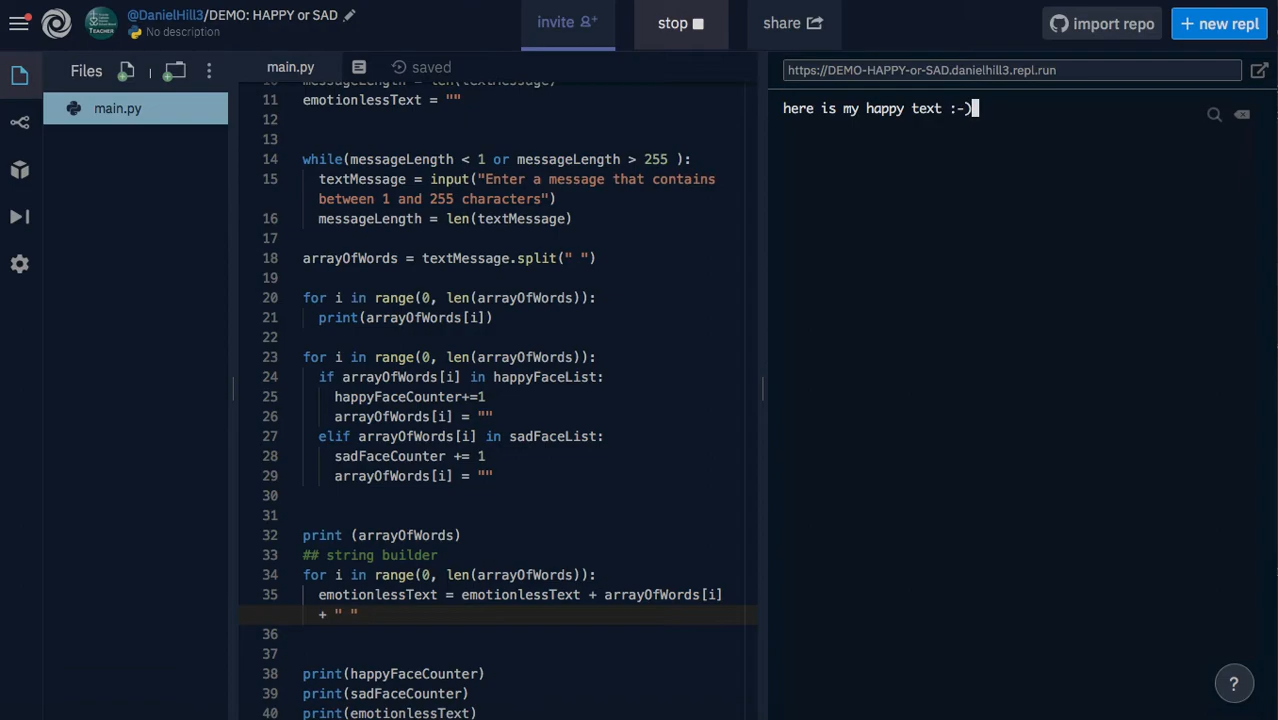 @DanielHill3/DEMO: HAPPY or SAD
No description
invite
stop
share
import repo
+ new repl
TEACHER
Files
main.py
main.py
saved
https://DEMO-HAPPY-or-SAD.danielhill3.repl.run
here is my happy text :-)
10 messageLength = len(textMessage)
11 emotionlessText = ""
12
13
14 while(messageLength < 1 or messageLength > 255 ):
15 textMessage = input("Enter a message that contains
between 1 and 255 characters")
16 messageLength = len(textMessage)
17
18 arrayOfWords = textMessage.split(" ")
19
20 for i in range(0, len(arrayOfWords)):
21 print(arrayOfWords[i])
22
23 for i in range(0, len(arrayOfWords)):
24 if arrayOfWords[i] in happyFaceList:
25 happyFaceCounter+=1
26 arrayOfWords[i] = ""
27 elif arrayOfWords[i] in sadFaceList:
28 sadFaceCounter += 1
29 arrayOfWords[i] = ""
30
31
32 print (arrayOfWords)
33 ## string builder
34 for i in range(0, len(arrayOfWords)):
35 emotionlessText = emotionlessText + arrayOfWords[i]
+ " "
36
37
38 print(happyFaceCounter)
39 print(sadFaceCounter)
40 print(emotionlessText)
?